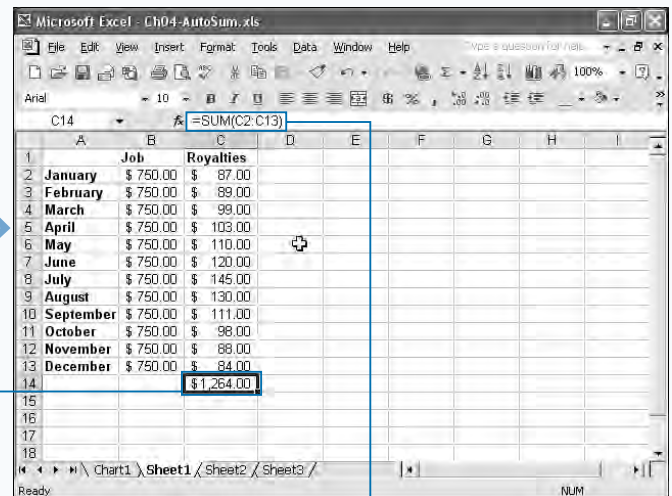 Microsoft Excel - Ch04-AutoSum.xls
File Edit View Insert Format Tools Data Window Help Type a question for help
100%
Arial 10 B I U $ % ,
C14 fx =SUM(C2:C13)
A B C D E F G H I
1 Job Royalties
2 January $ 750.00 $ 87.00
3 February $ 750.00 $ 89.00
4 March $ 750.00 $ 99.00
5 April $ 750.00 $ 103.00
6 May $ 750.00 $ 110.00
7 June $ 750.00 $ 120.00
8 July $ 750.00 $ 145.00
9 August $ 750.00 $ 130.00
10 September $ 750.00 $ 111.00
11 October $ 750.00 $ 98.00
12 November $ 750.00 $ 88.00
13 December $ 750.00 $ 84.00
14 $1,264.00
15
16
17
18
Chart1 Sheet1 Sheet2 Sheet3
Ready NUM